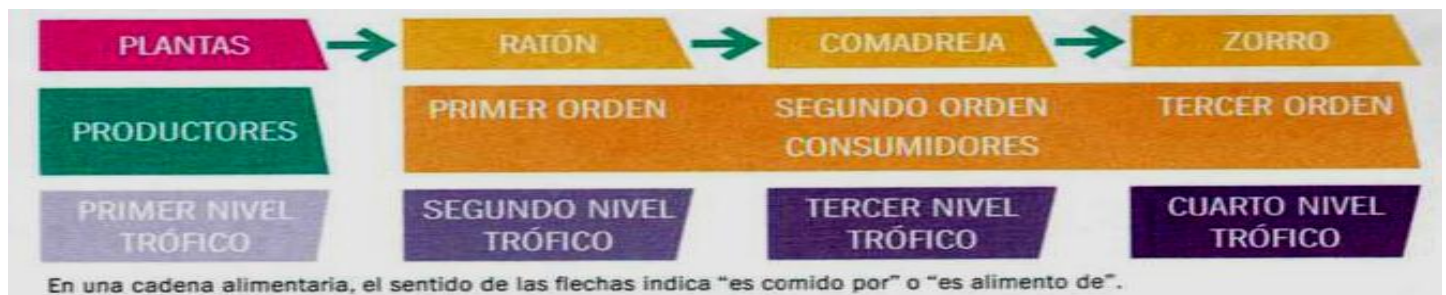 PLANTAS RATÓN COMADREJA ZORRO
PRODUCTORES
PRIMER ORDEN SEGUNDO ORDEN TERCER ORDEN
CONSUMIDORES
PRIMER NIVEL TRÓFICO
SEGUNDO NIVEL TRÓFICO
TERCER NIVEL TRÓFICO
CUARTO NIVEL TRÓFICO
En una cadena alimentaria, el sentido de las flechas indica “es comido por” o “es alimento de”.